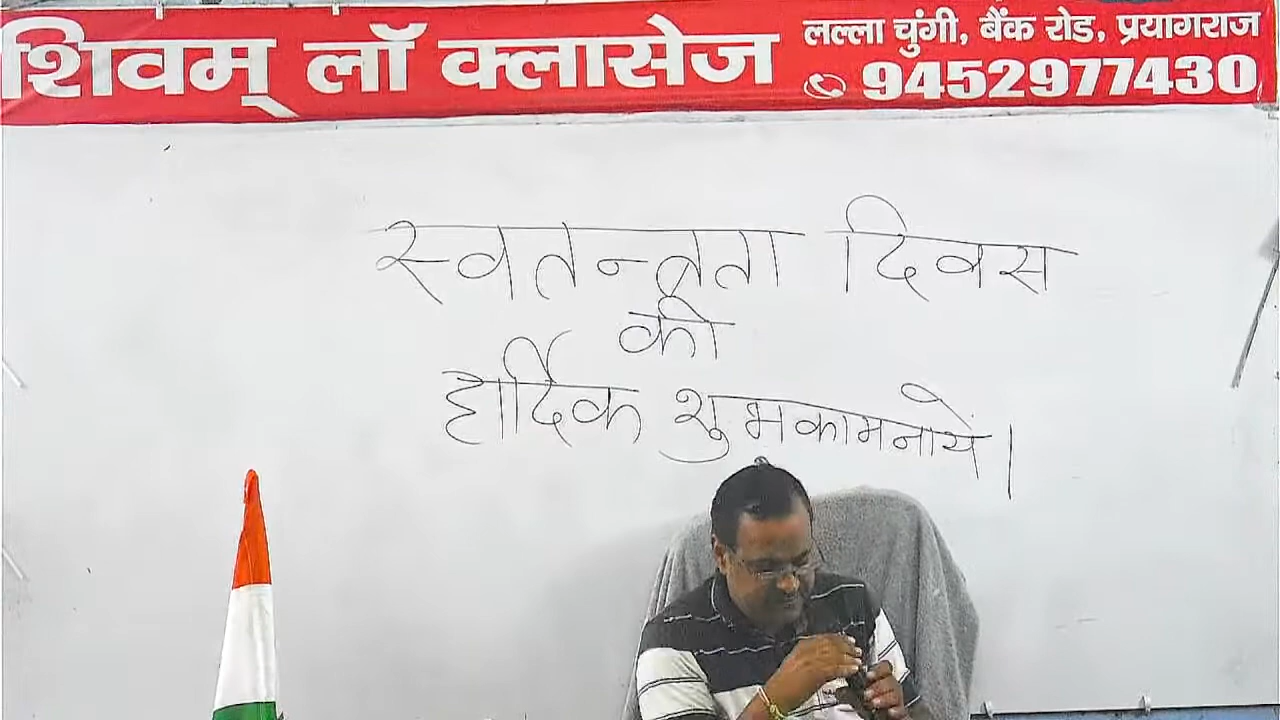 शिवम् लॉ क्लासेज
लल्ला चुंगी, बैंक रोड, प्रयागराज
9452977430
स्वतन्त्रता दिवस
की
हार्दिक शुभकामनायें।